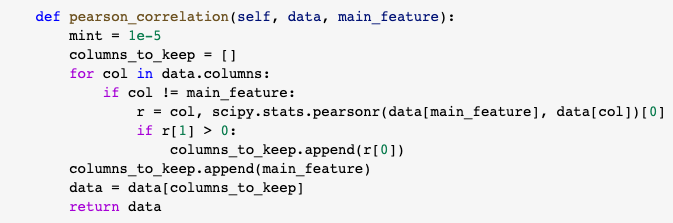 def pearson_correlation(self, data, main_feature):
    mint = 1e-5
    columns_to_keep = []
    for col in data.columns:
        if col != main_feature:
            r = col, scipy.stats.pearsonr(data[main_feature], data[col])[0]
            if r[1] > 0:
                columns_to_keep.append(r[0])
    columns_to_keep.append(main_feature)
    data = data[columns_to_keep]
    return data